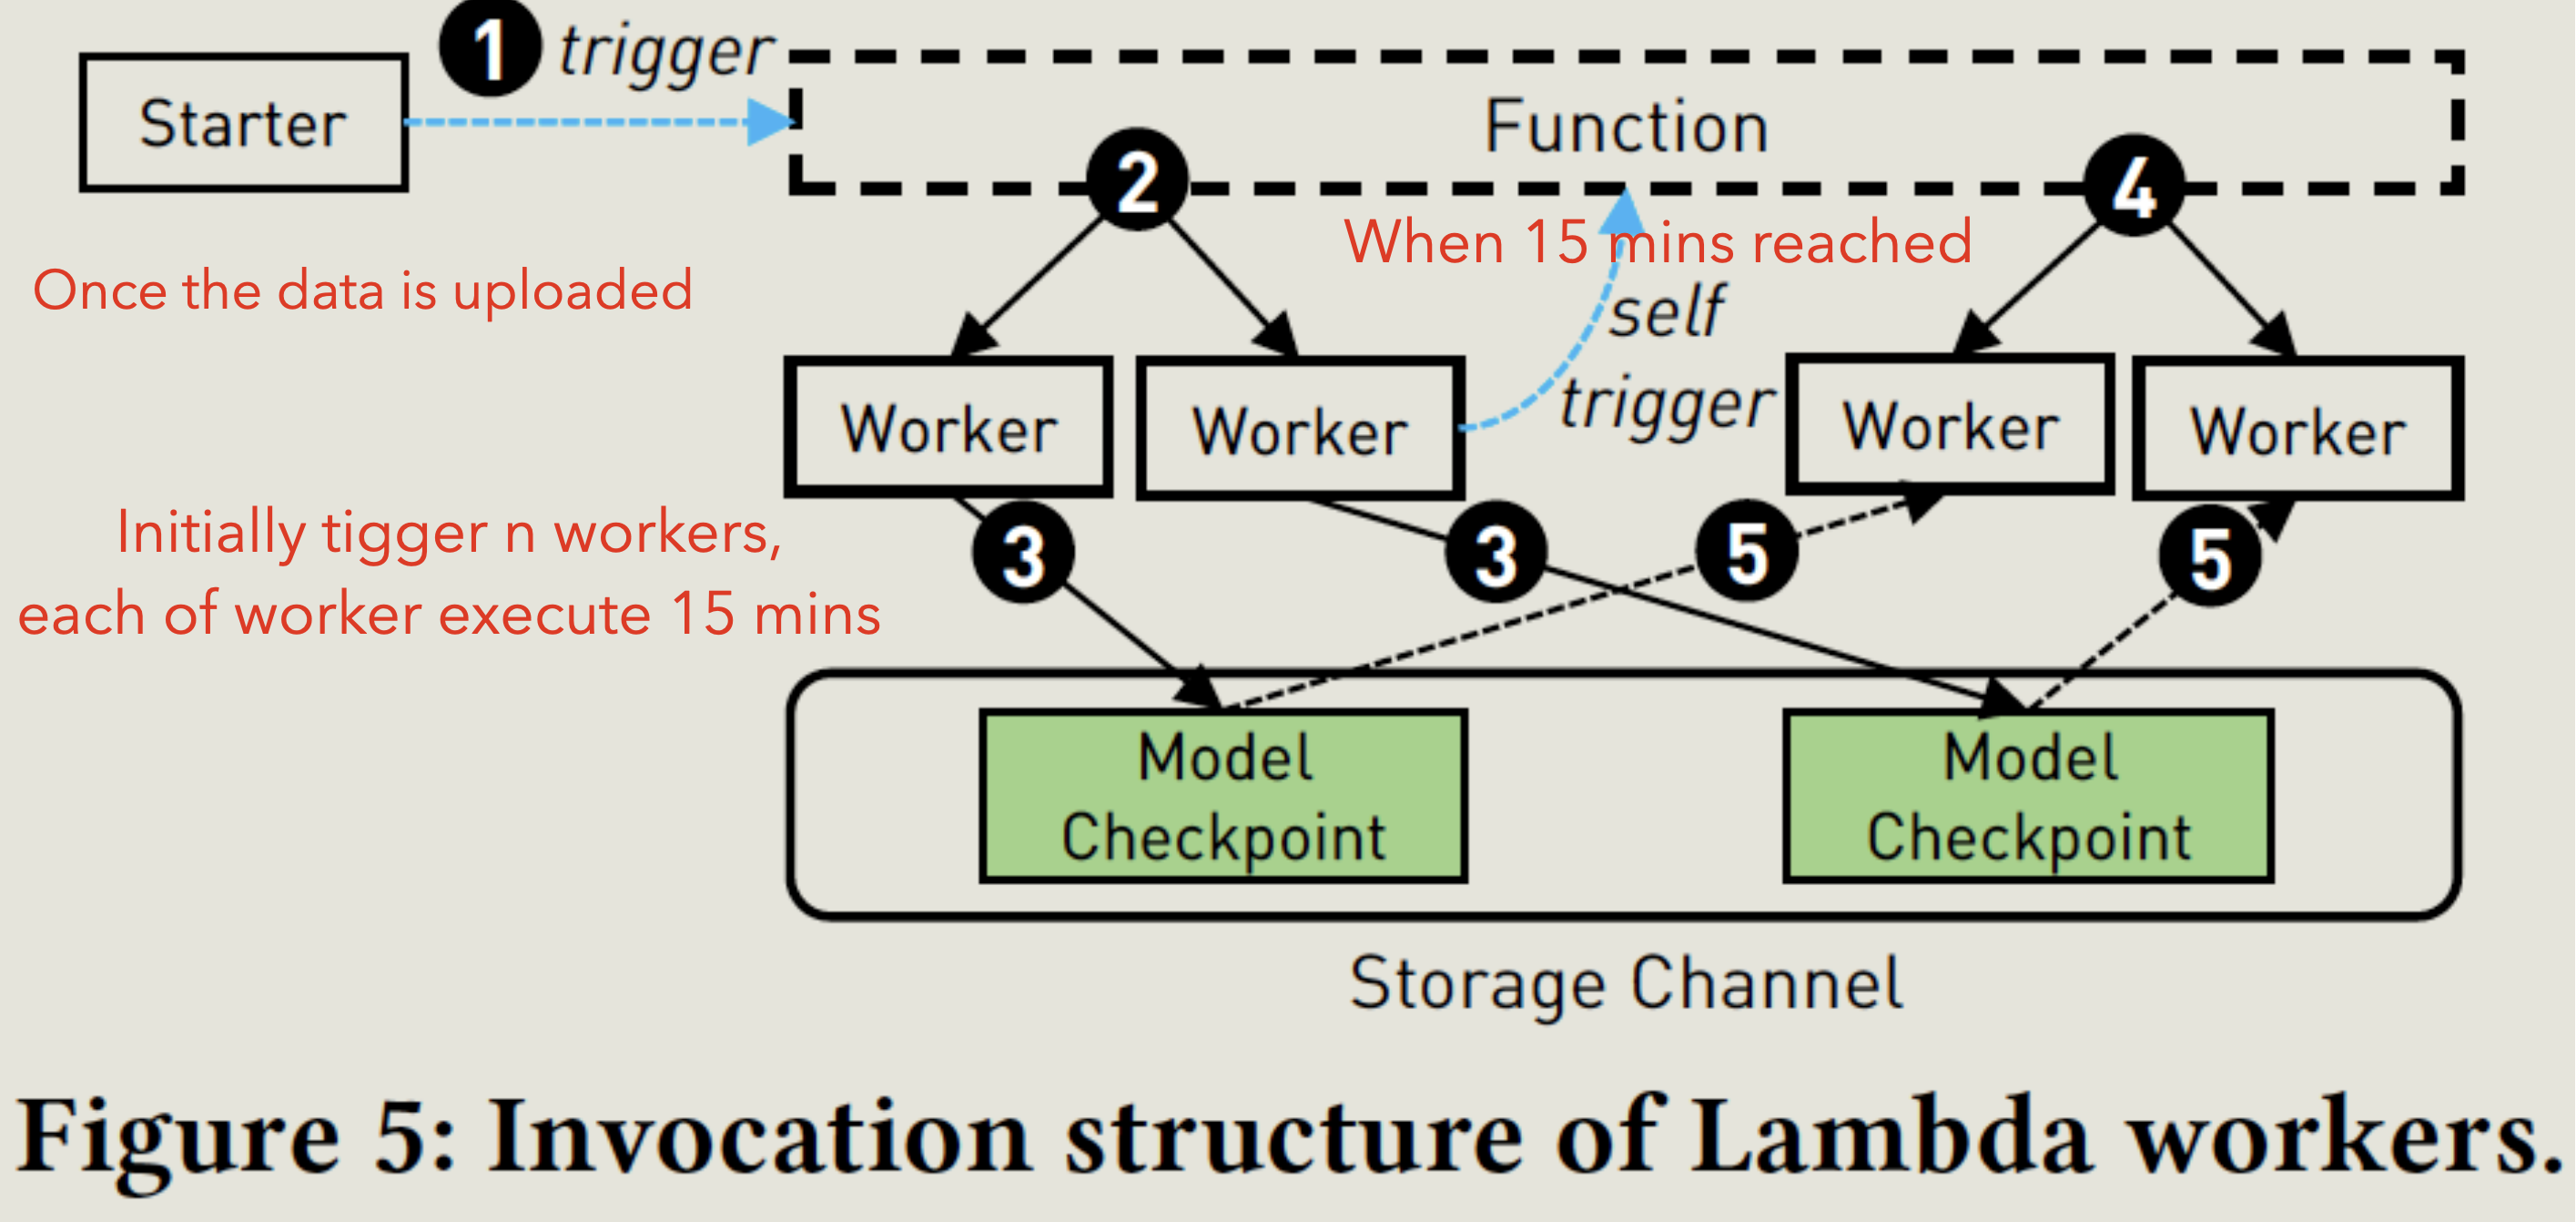 1 trigger
Starter
Function
2
4
When 15 mins reached
Once the data is uploaded
self
trigger
Worker
Worker
Worker
Worker
Initially tigger n workers,
each of worker execute 15 mins
3
3
5
5
Model
Checkpoint
Model
Checkpoint
Storage Channel
Figure 5: Invocation structure of Lambda workers.